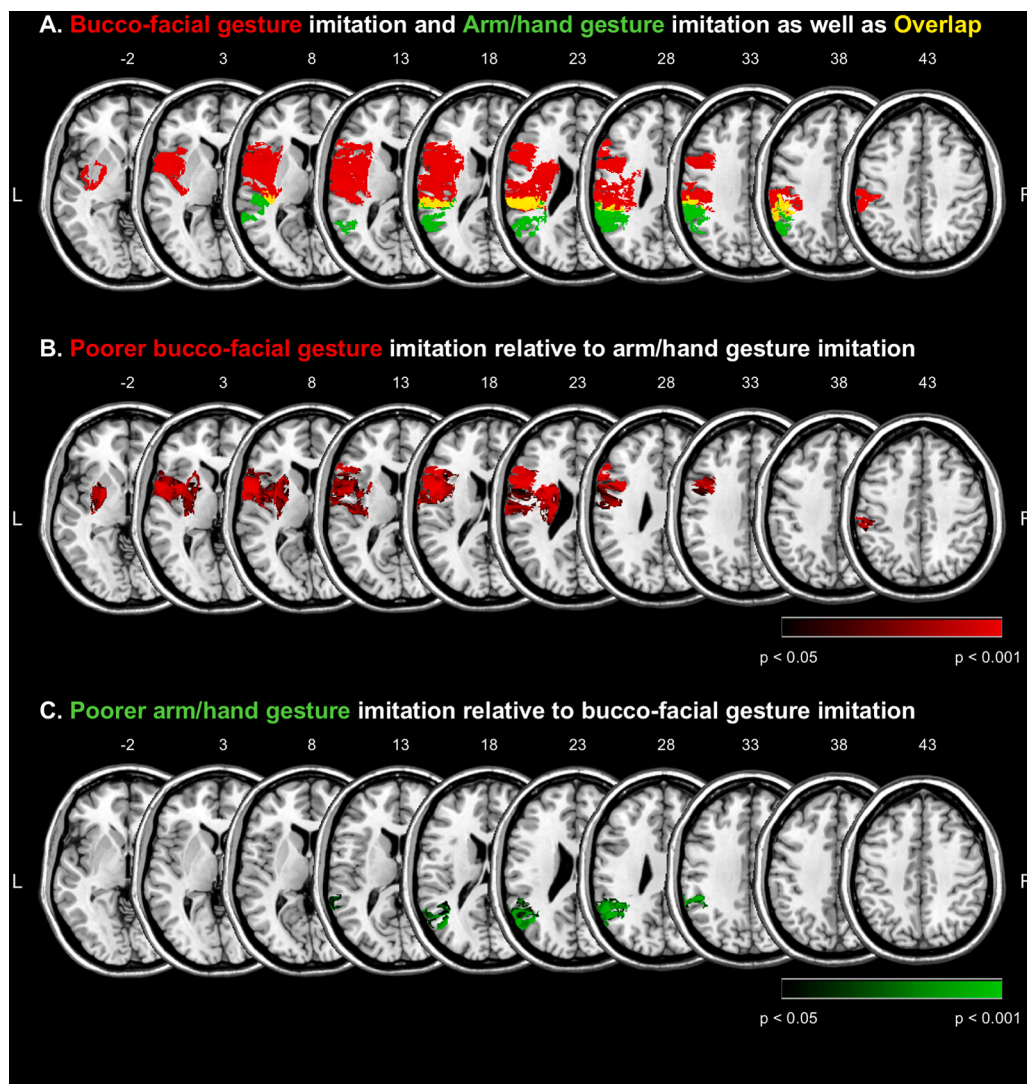 A. Bucco-facial gesture imitation and Arm/hand gesture imitation as well as Overlap
-2 3 8 13 18 23 28 33 38 43
L
B. Poorer bucco-facial gesture imitation relative to arm/hand gesture imitation
-2 3 8 13 18 23 28 33 38 43
L
p < 0.05 p < 0.001
C. Poorer arm/hand gesture imitation relative to bucco-facial gesture imitation
-2 3 8 13 18 23 28 33 38 43
L
p < 0.05 p < 0.001